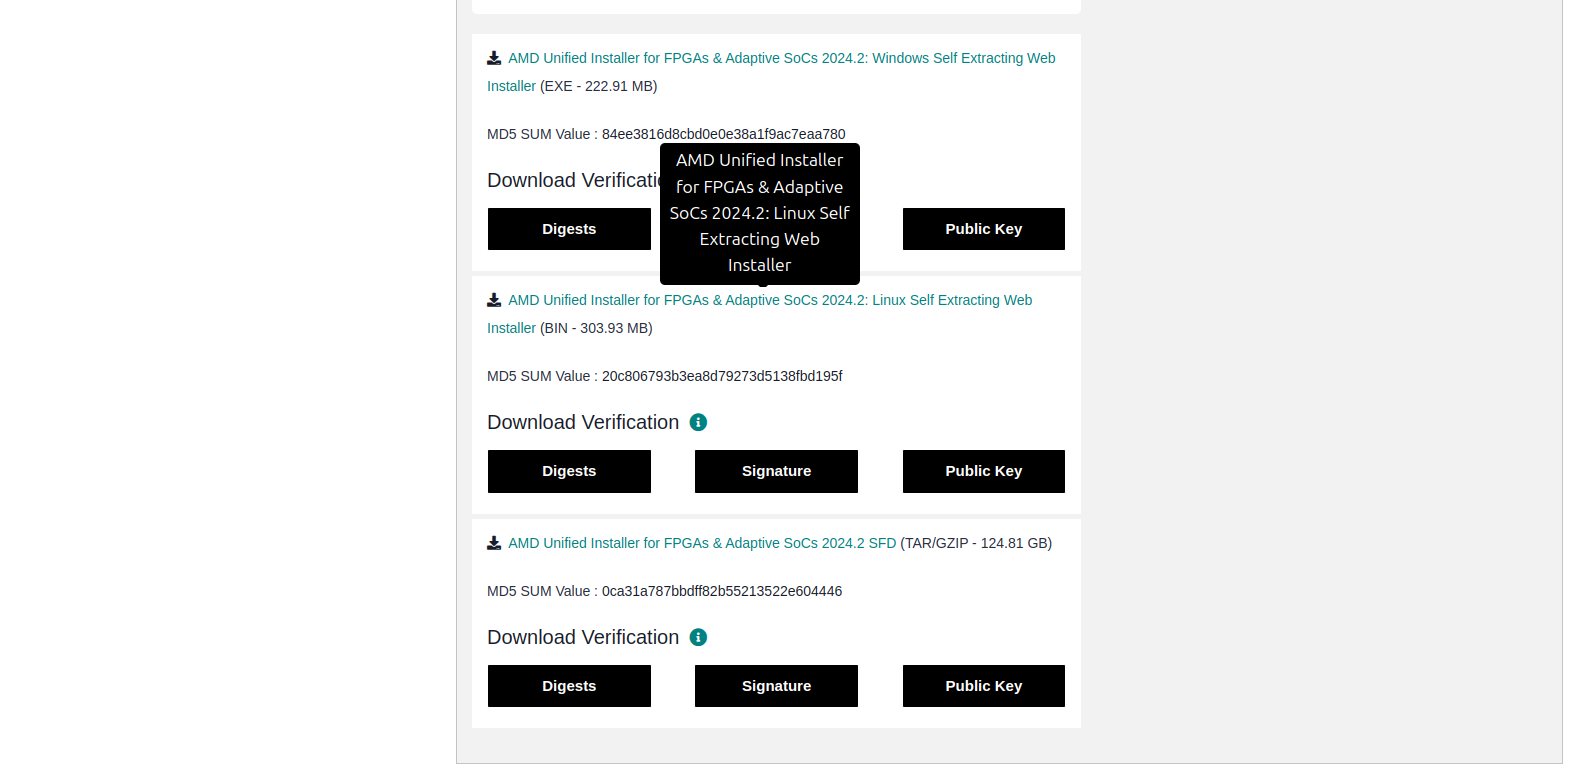 AMD Unified Installer for FPGAs & Adaptive SoCs 2024.2: Windows Self Extracting Web
Installer (EXE - 222.91 MB)
MD5 SUM Value : 84ee3816d8cbd0e0e38a1f9ac7eaa780
Download Verificatio
AMD Unified Installer
for FPGAs & Adaptive
SoCs 2024.2: Linux Self
Extracting Web
Installer
Digests
Public Key
AMD Unified Installer for FPGAs & Adaptive SoCs 2024.2: Linux Self Extracting Web
Installer (BIN - 303.93 MB)
MD5 SUM Value : 20c806793b3ea8d79273d5138fbd195f
Download Verification
Digests
Signature
Public Key
AMD Unified Installer for FPGAs & Adaptive SoCs 2024.2 SFD (TAR/GZIP - 124.81 GB)
MD5 SUM Value : 0ca31a787bbdff82b55213522e604446
Download Verification
Digests
Signature
Public Key